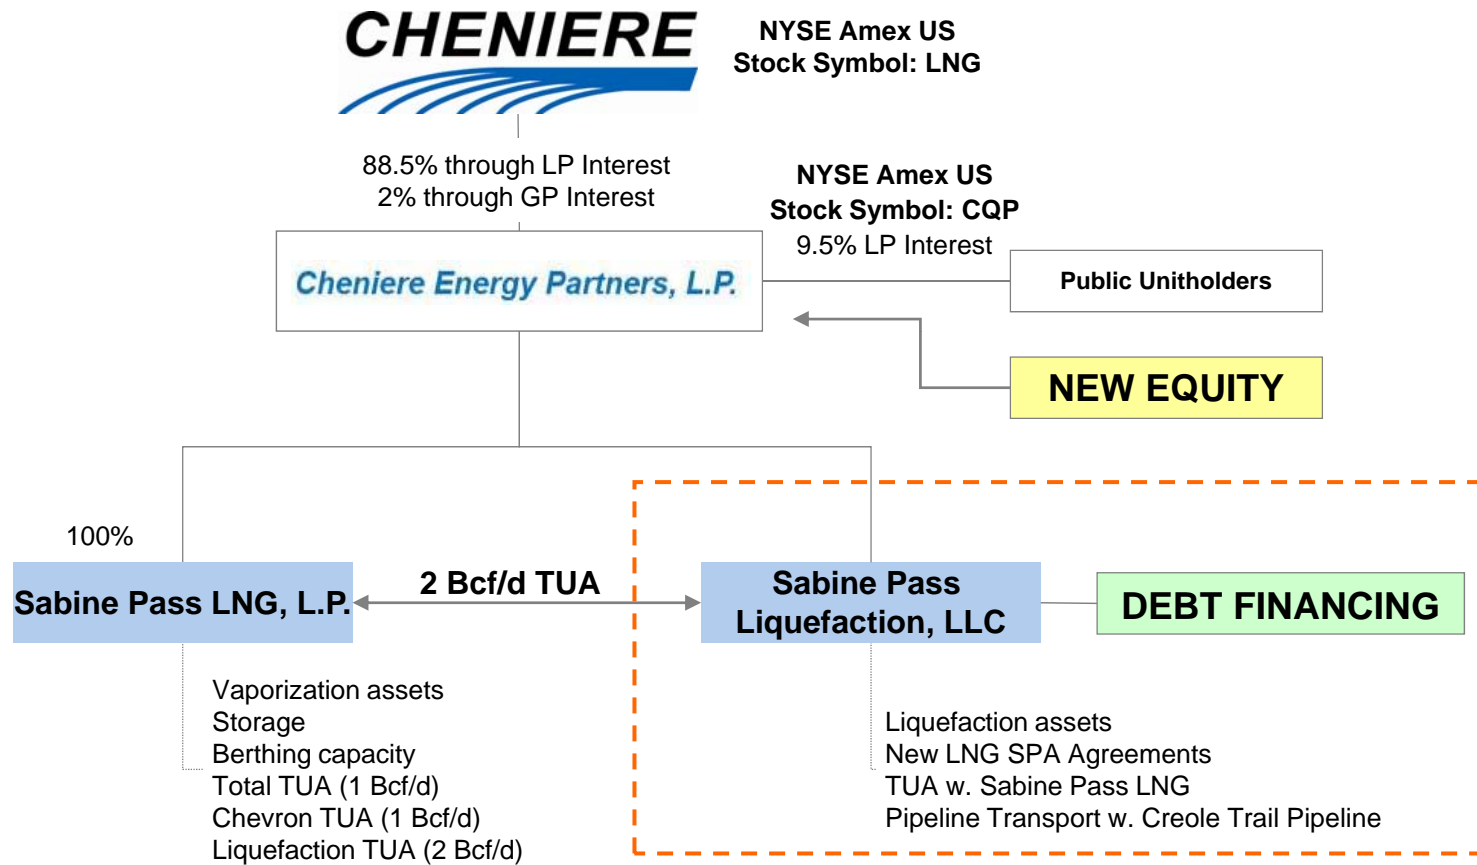 CHENIERE
NYSE Amex US
Stock Symbol: LNG
88.5% through LP Interest
2% through GP Interest
NYSE Amex US
Stock Symbol: CQP
9.5% LP Interest
Cheniere Energy Partners, L.P.
Public Unitholders
NEW EQUITY
100%
Sabine Pass LNG, L.P.
2 Bcf/d TUA
Sabine Pass
Liquefaction, LLC
DEBT FINANCING
Vaporization assets
Storage
Berthing capacity
Total TUA (1 Bcf/d)
Chevron TUA (1 Bcf/d)
Liquefaction TUA (2 Bcf/d)
Liquefaction assets
New LNG SPA Agreements
TUA w. Sabine Pass LNG
Pipeline Transport w. Creole Trail Pipeline